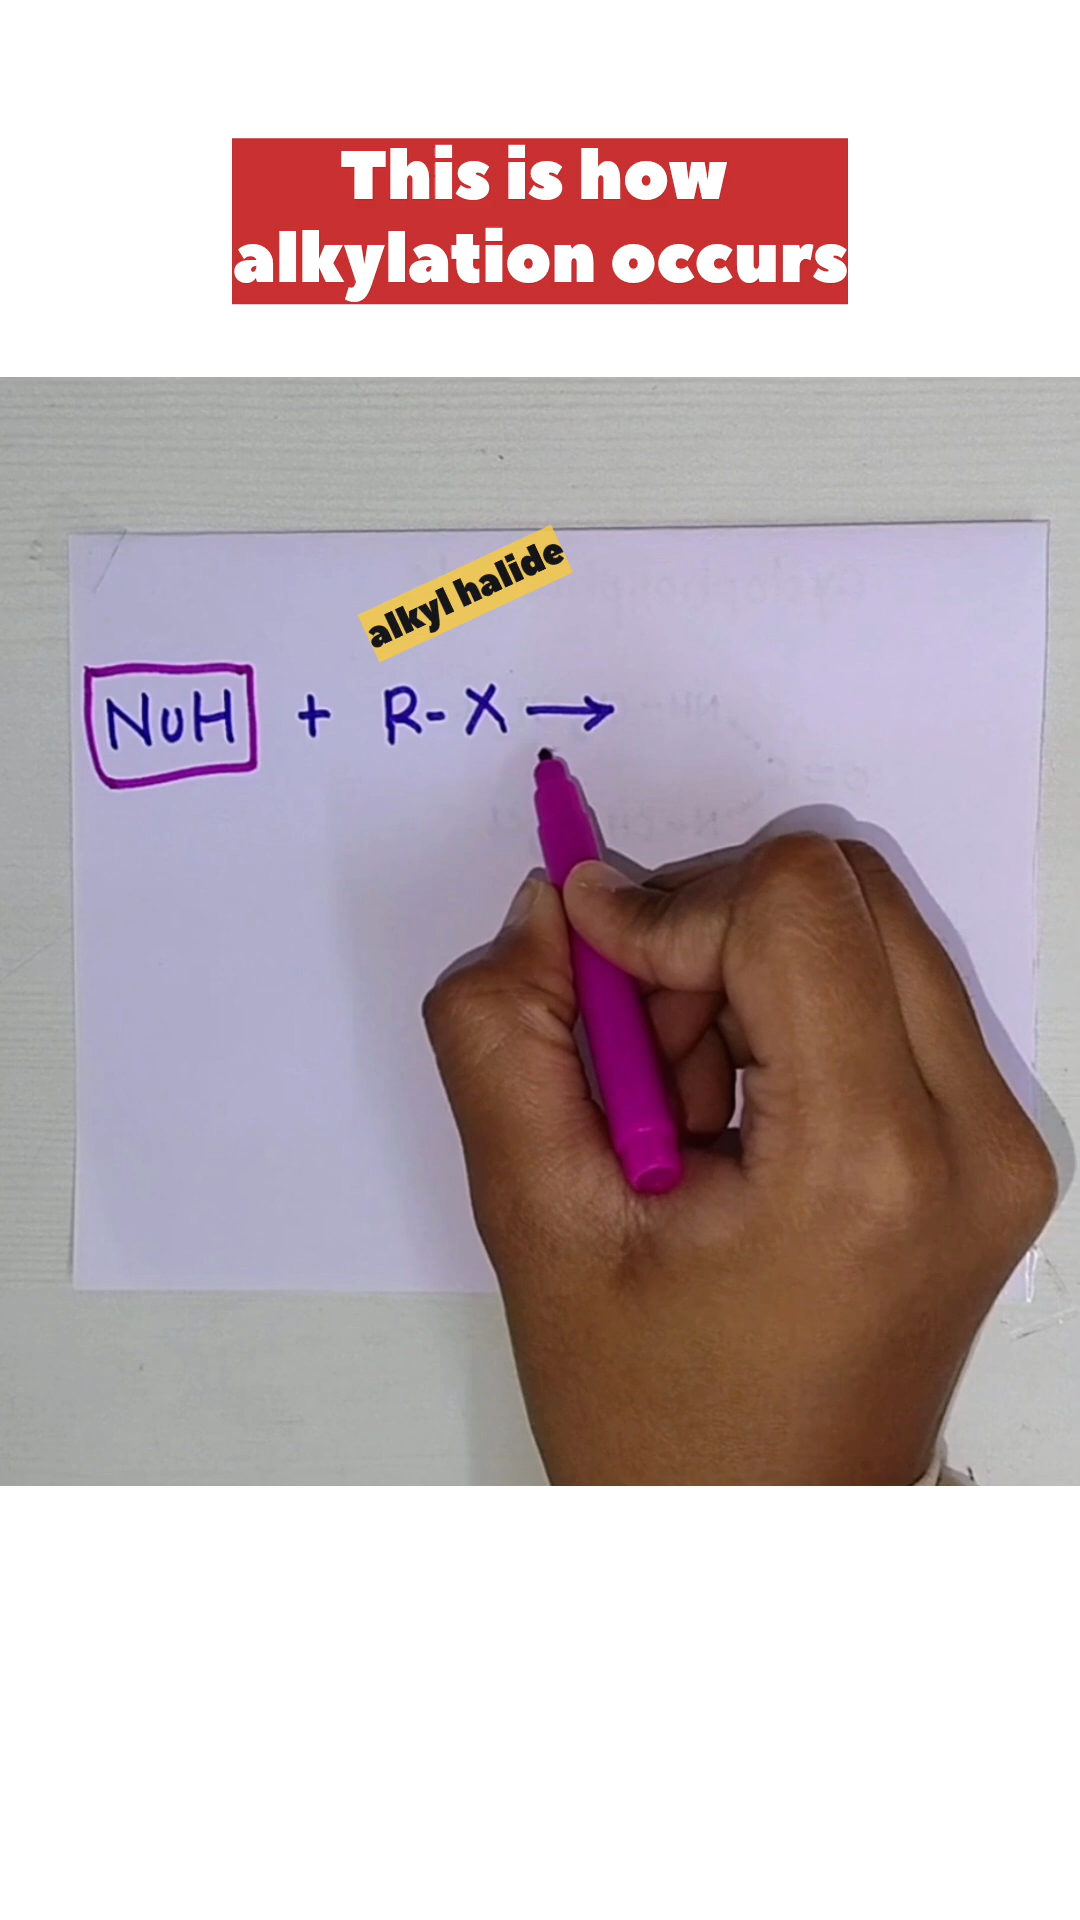 This is how
alkylation occurs
alkyl halide
NuH + R-X →